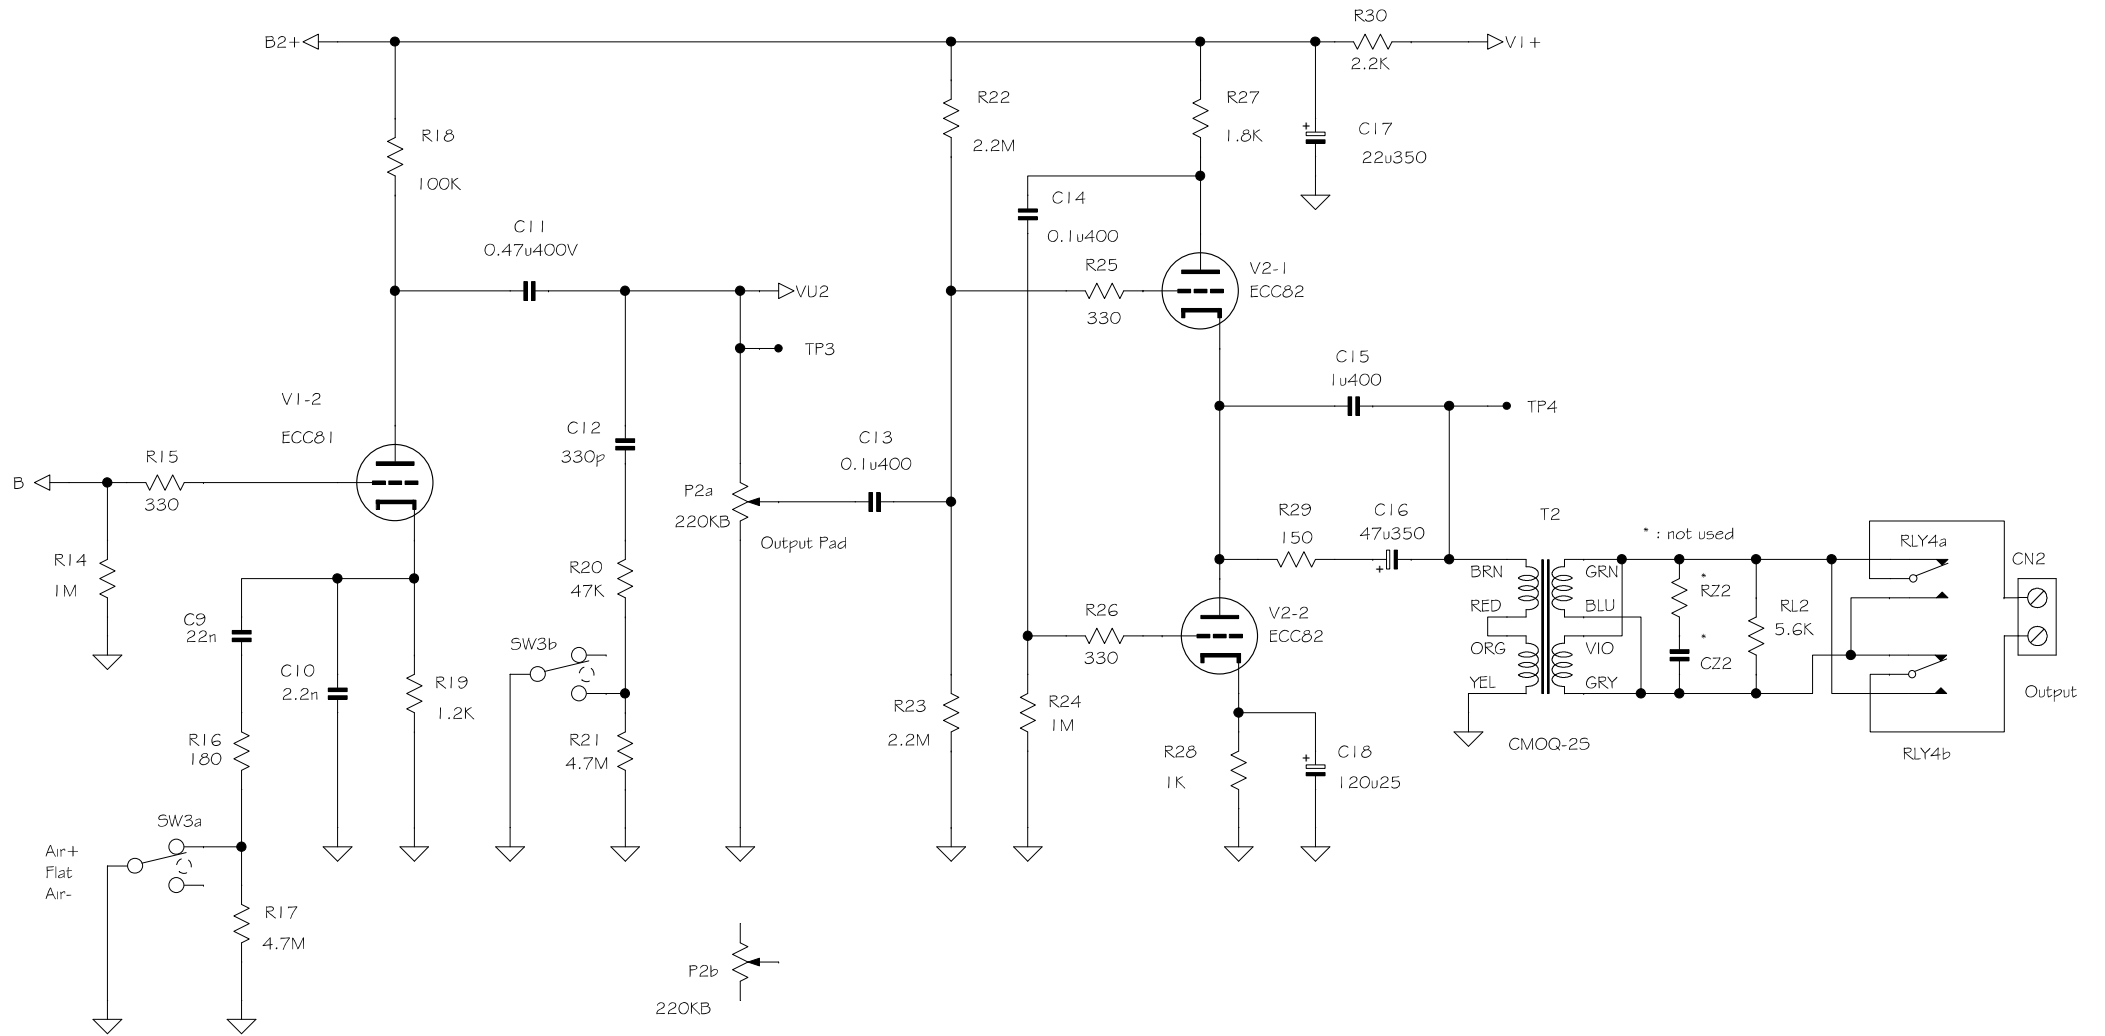 R30
B2+
V1+
2.2K
R22
2.2M
R27
1.8K
C17
22u350
R18
100K
C14
0.1u400
C11
0.47u400V
R25
330
V2-1
ECC82
VU2
TP3
C15
1u400
TP4
V1-2
ECC81
C12
330p
C13
0.1u400
R15
330
B
P2a
220KB
Output Pad
R29
150
C16
47u350
T2
* : not used
RLY4a
CN2
R14
1M
R20
47K
BRN
RED
ORG
YEL
GRN
BLU
VIO
GRY
*
RZ2
*
CZ2
RL2
5.6K
C9
22n
R26
330
V2-2
ECC82
SW3b
C10
2.2n
R19
1.2K
R23
2.2M
R24
1M
Output
R16
180
R21
4.7M
R28
1K
C18
120u25
CMOQ-2S
RLY4b
SW3a
Air+
Flat
Air-
R17
4.7M
P2b
220KB
+
+
+